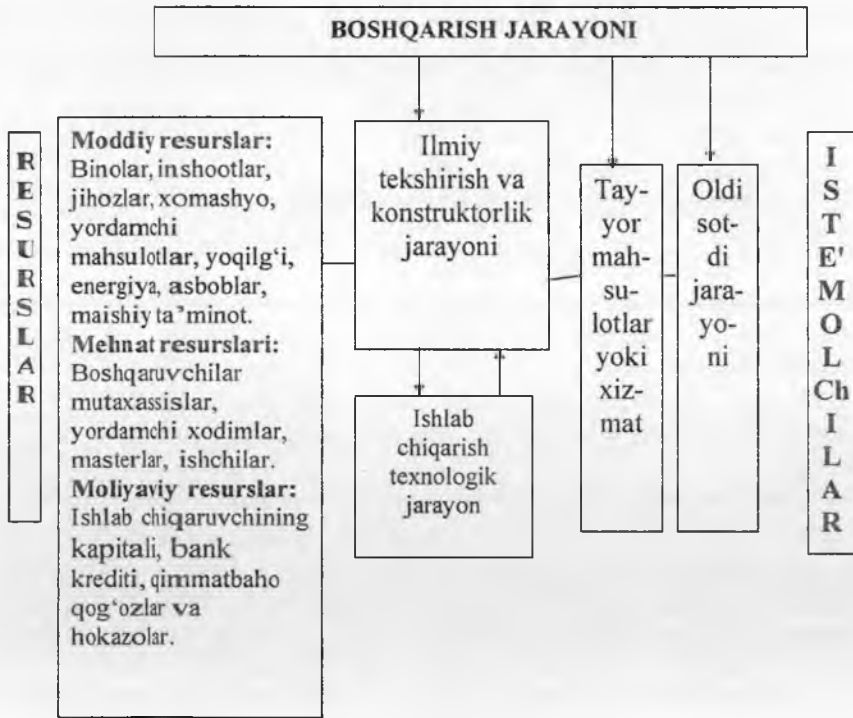 BOSHQARISH JARAYONI
R
E
S
U
R
S
L
A
R
Moddiy resurslar:
Binolar, inshootlar,
jihozlar, xomashyo,
yordamchi
mahsulotlar, yoqilg‘i,
energiya, asboblar,
maishiy ta’minot.
Mehnat resurslari:
Boshqaruvchilar
mutaxassislar,
yordamchi xodimlar,
masterlar, ishchilar.
Moliyaviy resurslar:
Ishlab chiqaruvchining
kapitali, bank
krediti, qimmatbaho
qog‘ozlar va
hokazolar.
Ilmiy
tekshirish va
konstruktorlik
jarayoni
Ishlab
chiqarish
texnologik
jarayon
Tay-
yor
mah-
su-
lotlar
yoki
xiz-
mat
Oldi
sot-
di
jara-
yo-
ni
I
S
T
E'
M
O
L
Ch
I
L
A
R